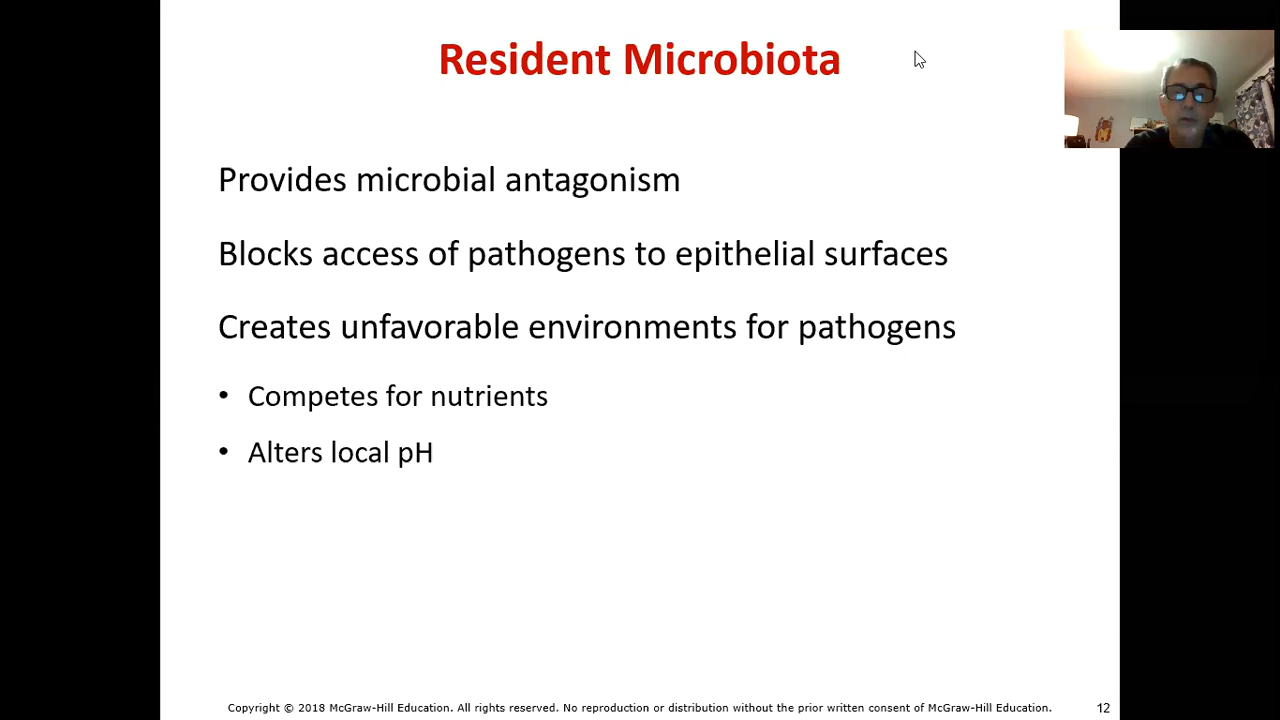 Resident Microbiota
Provides microbial antagonism
Blocks access of pathogens to epithelial surfaces
Creates unfavorable environments for pathogens
• Competes for nutrients
• Alters local pH
Copyright © 2018 McGraw-Hill Education. All rights reserved. No reproduction or distribution without the prior written consent of McGraw-Hill Education.
12